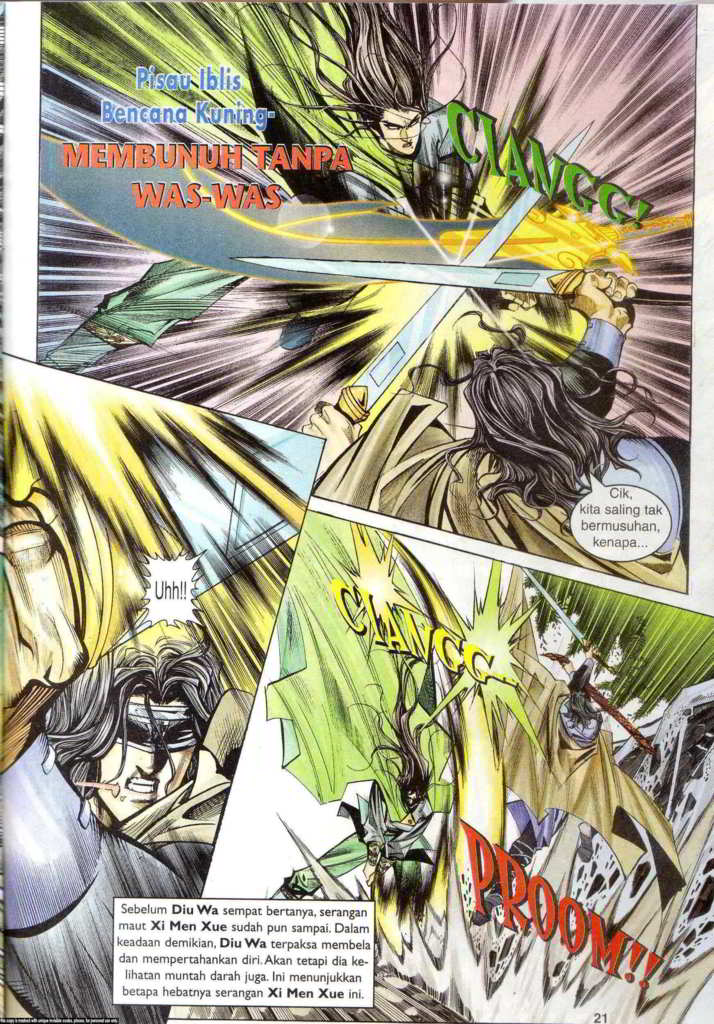 Pisau Iblis
Bencana Kuning-
MEMBUNUH TANPA
WAS-WAS
CIANGG!
Cik,
kita saling tak
bermusuhan,
kenapa...
Uhh!!
CIANGGG...
PROOM!!
Sebelum Diu Wa sempat bertanya, serangan
maut Xi Men Xue sudah pun sampai. Dalam
keadaan demikian, Diu Wa terpaksa membela
dan mempertahankan diri. Akan tetapi dia ke-
lihatan muntah darah juga. Ini menunjukkan
betapa hebatnya serangan Xi Men Xue ini.
21